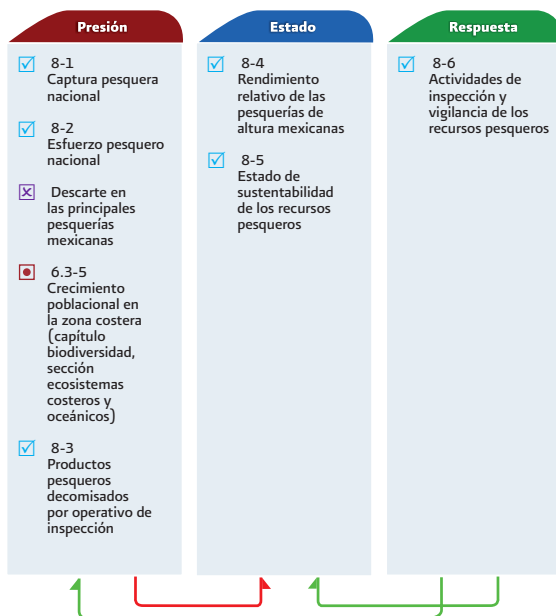 Presión
8-1
Captura pesquera
nacional
8-2
Esfuerzo pesquero
nacional
Descarte en
las principales
pesquerías
mexicanas
6.3-5
Crecimiento
poblacional en
la zona costera
(capítulo
biodiversidad,
sección
ecosistemas
costeros y
oceánicos)
8-3
Productos
pesqueros
decomisados
por operativo de
inspección
Estado
8-4
Rendimiento
relativo de las
pesquerías de
altura mexicanas
8-5
Estado de
sustentabilidad
de los recursos
pesqueros
Respuesta
8-6
Actividades de
inspección y
vigilancia de los
recursos pesqueros